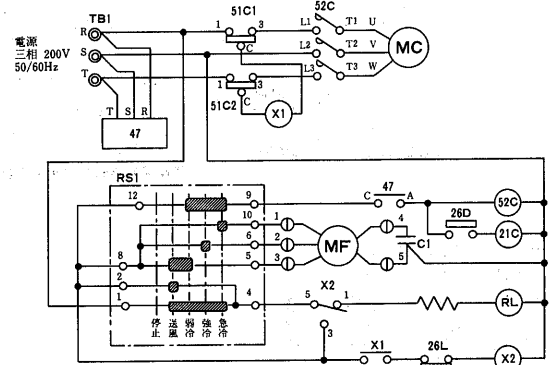 TB1
51C1
52C
R
1
3
L1
T1
U
電源
三相 200V
50/60Hz
S
C
L2
T2
V
MC
T
1
3
L3
T3
W
51C2
C
X1
T S R
47
RS1
12
9
C
47
A
52C
10
1
4
26D
21C
6
2
MF
C1
8
5
3
5
2
X2
1
4
5
1
RL
停止
送風
弱冷
強冷
急冷
3
X1
26L
X2